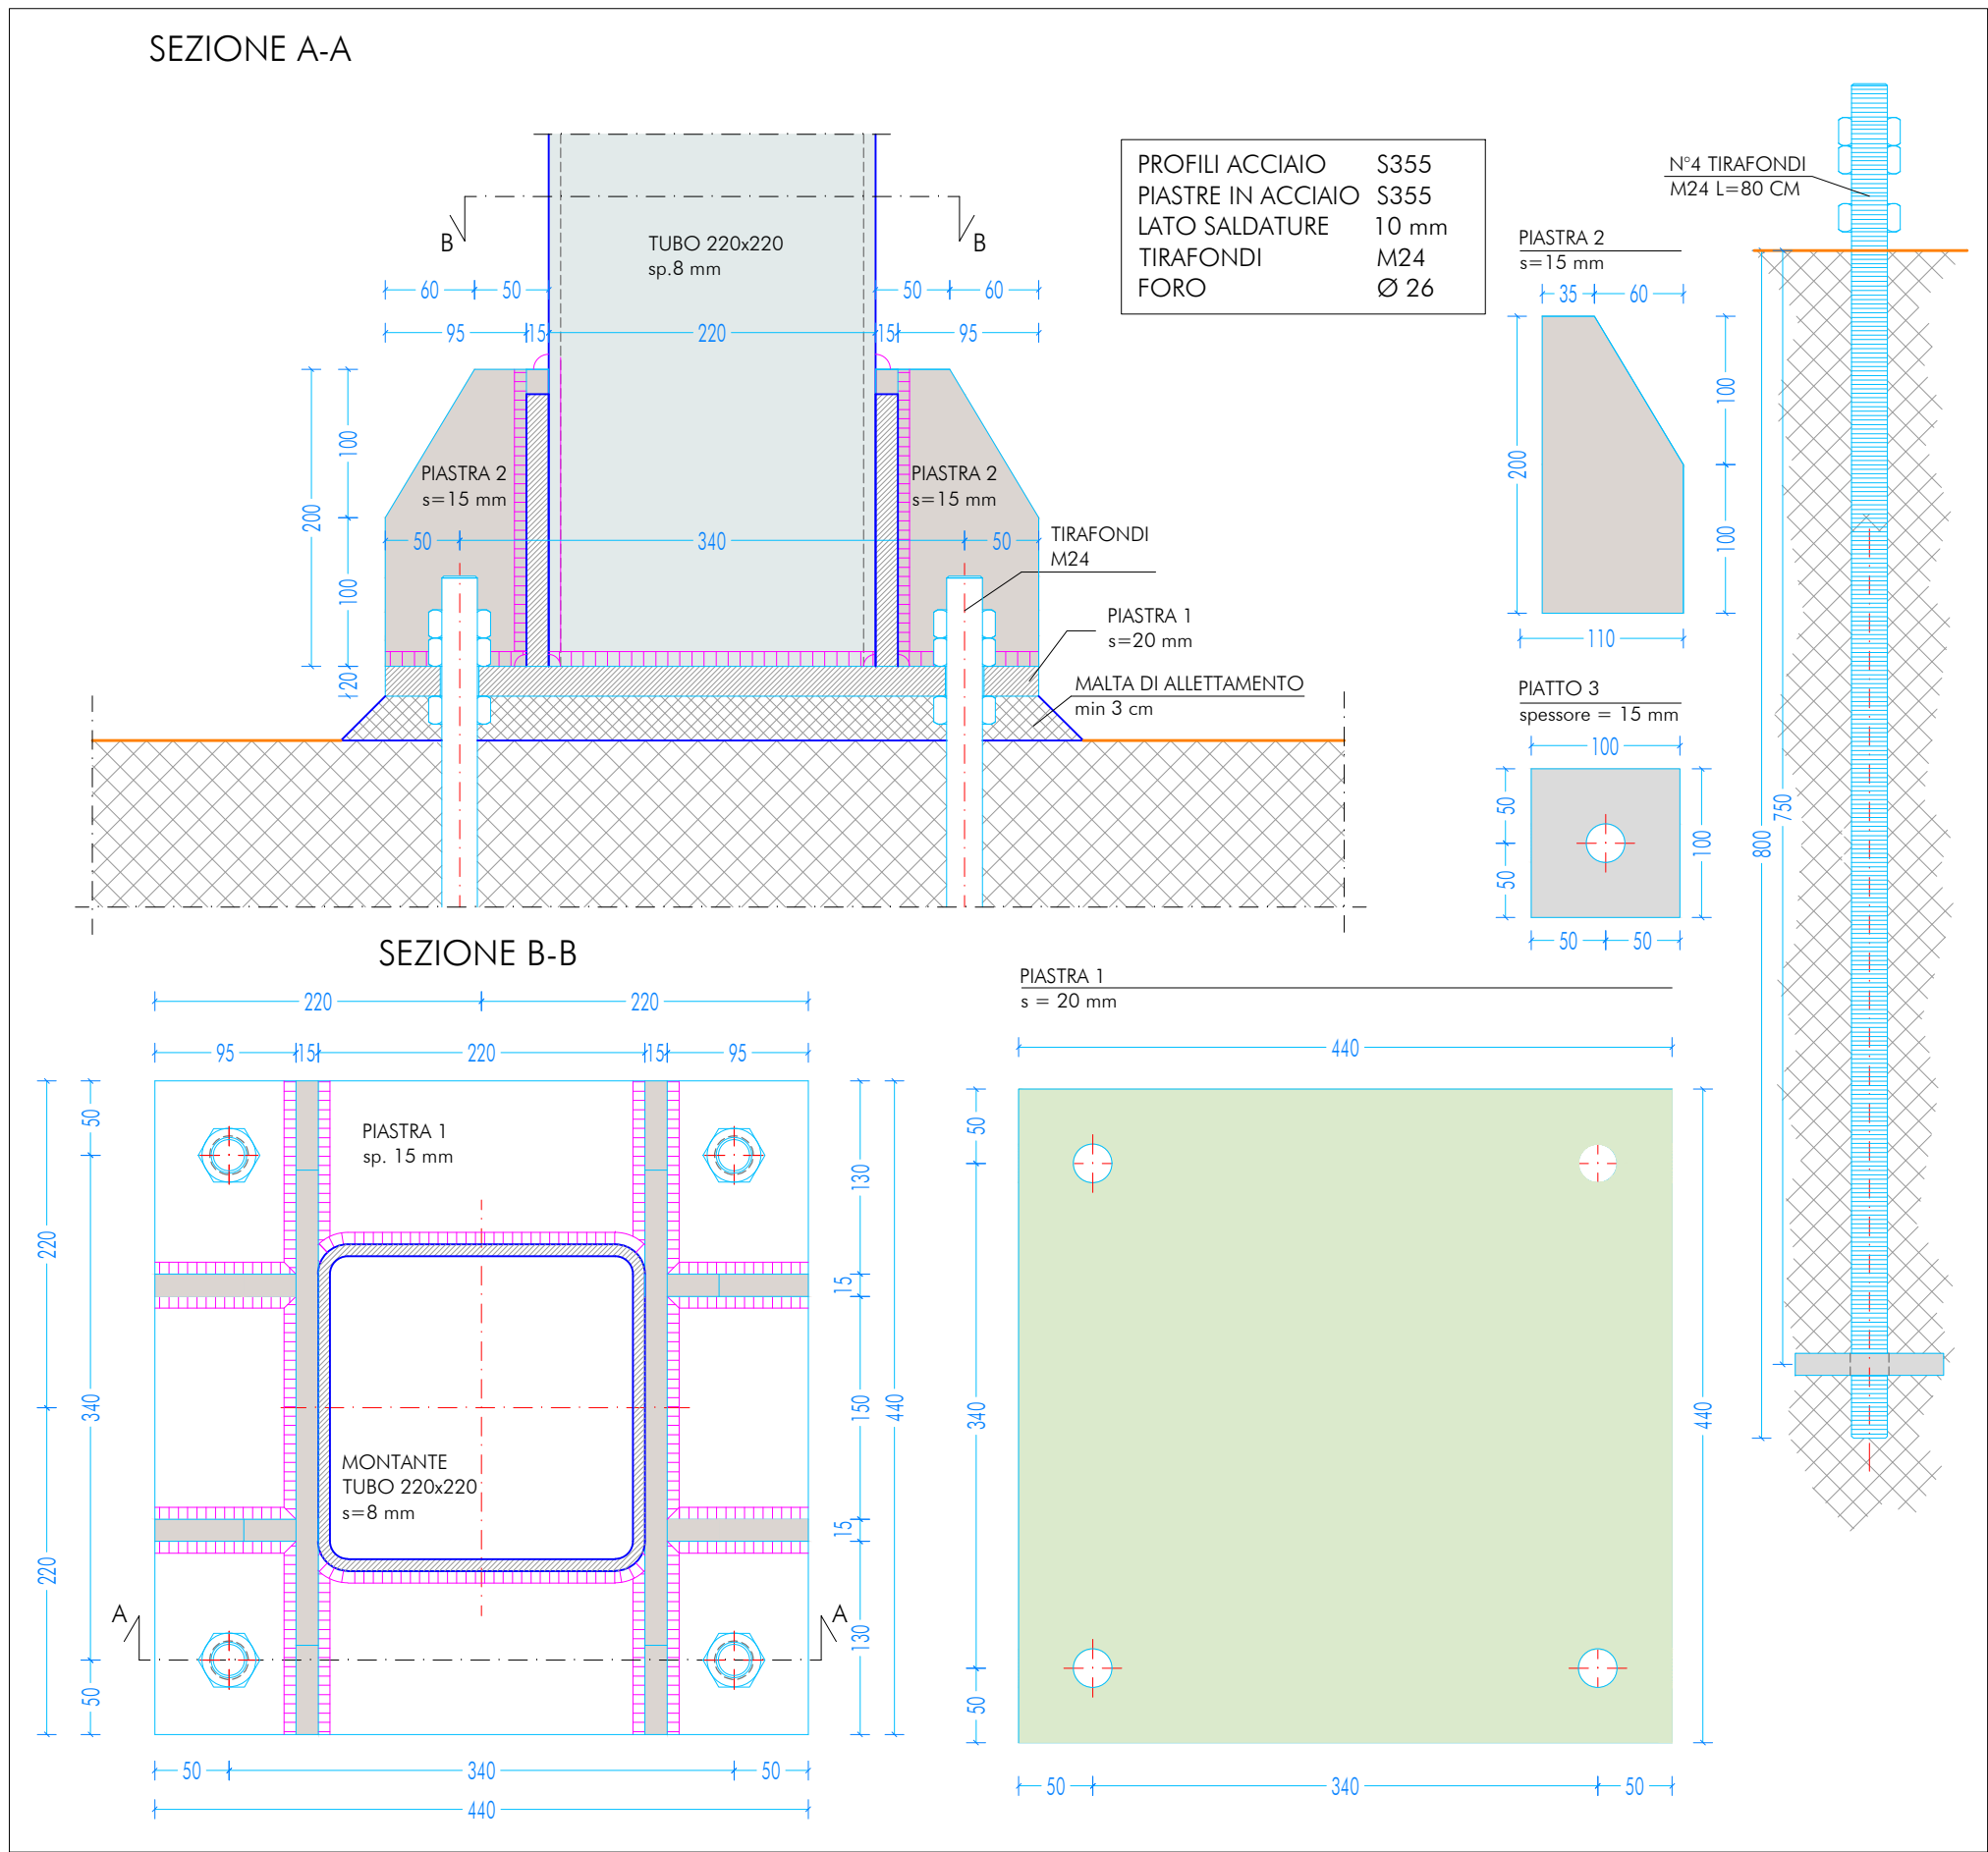 SEZIONE A-A
B
B
TUBO 220x220
sp.8 mm
60
50
50
60
95
15
220
15
95
200
100
100
20
PIASTRA 2
s=15 mm
PIASTRA 2
s=15 mm
50
340
50
TIRAFONDI
M24
PIASTRA 1
s=20 mm
MALTA DI ALLETTAMENTO
min 3 cm
PROFILI ACCIAIO S355
PIASTRE IN ACCIAIO S355
LATO SALDATURE 10 mm
TIRAFONDI M24
FORO Ø 26
PIASTRA 2
s=15 mm
35
60
200
100
100
110
PIATTO 3
spessore = 15 mm
100
50
50
100
50
50
N°4 TIRAFONDI
M24 L=80 CM
800
750
SEZIONE B-B
220
220
95
15
220
15
95
220
220
50
340
50
PIASTRA 1
sp. 15 mm
MONTANTE
TUBO 220x220
s=8 mm
130
15
150
15
130
440
A
A
50
340
50
440
PIASTRA 1
s = 20 mm
440
50
340
50
440
50
340
50